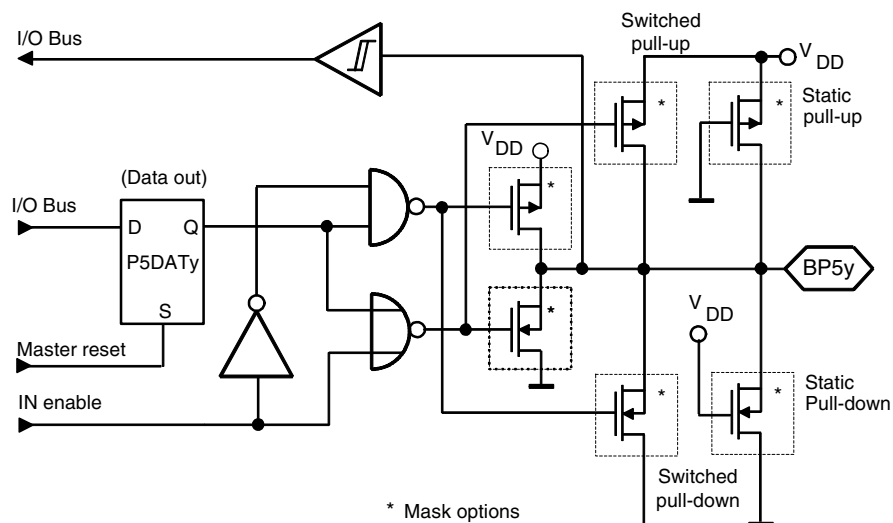 I/O Bus
Switched
pull-up
V
DD
Static
pull-up
*
*
V
DD
*
(Data out)
I/O Bus
D
Q
P5DATy
S
BP5y
*
V
DD
Master reset
IN enable
*
*
Static
Pull-down
Switched
pull-down
* Mask options